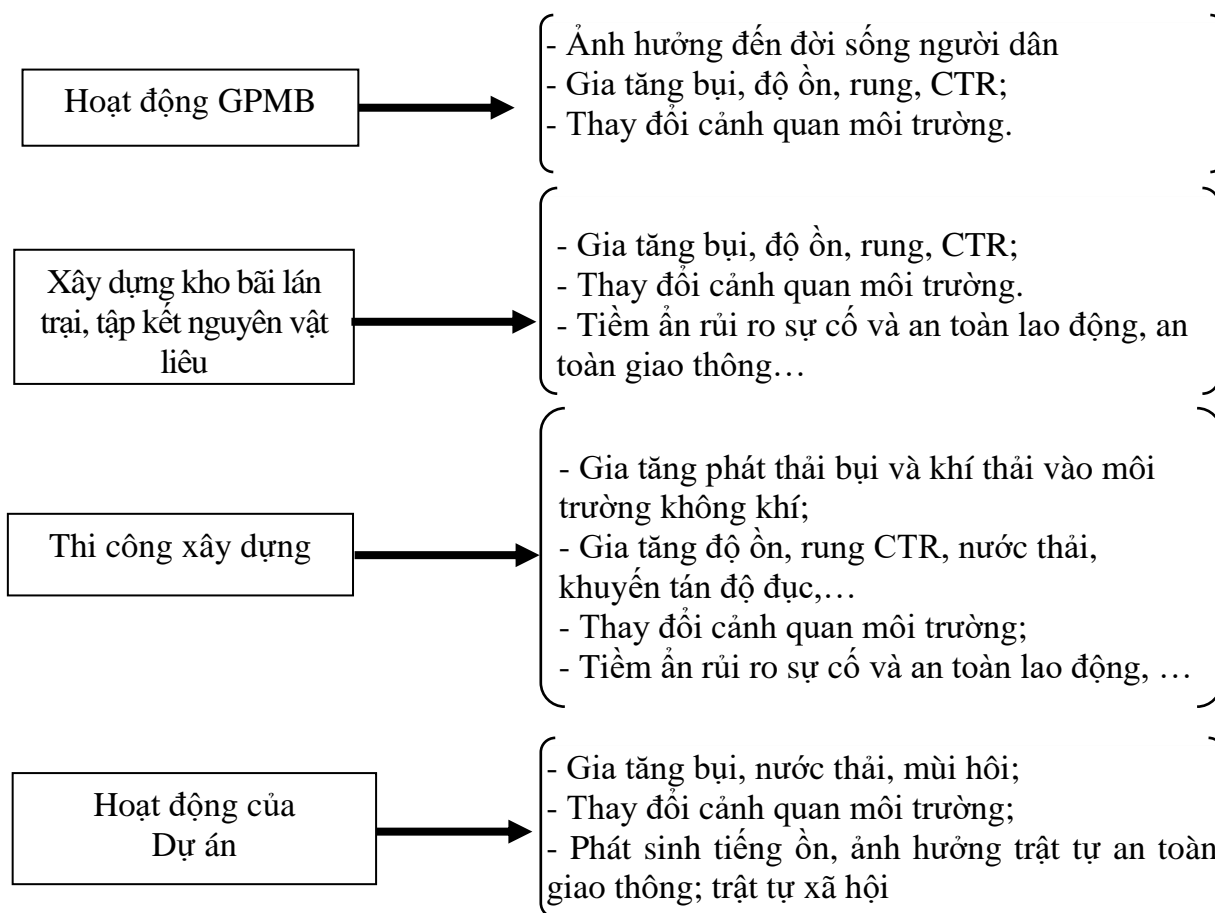 Hoạt động GPMB
- Ảnh hưởng đến đời sống người dân
- Gia tăng bụi, độ ồn, rung, CTR;
- Thay đổi cảnh quan môi trường.
Xây dựng kho bãi lán
trại, tập kết nguyên vật
liêu
- Gia tăng bụi, độ ồn, rung, CTR;
- Thay đổi cảnh quan môi trường.
- Tiềm ẩn rủi ro sự cố và an toàn lao động, an
toàn giao thông…
Thi công xây dựng
- Gia tăng phát thải bụi và khí thải vào môi
trường không khí;
- Gia tăng độ ồn, rung CTR, nước thải,
khuyến tán độ đục,…
- Thay đổi cảnh quan môi trường;
- Tiềm ẩn rủi ro sự cố và an toàn lao động, …
Hoạt động của
Dự án
- Gia tăng bụi, nước thải, mùi hôi;
- Thay đổi cảnh quan môi trường;
- Phát sinh tiếng ồn, ảnh hưởng trật tự an toàn
giao thông; trật tự xã hội